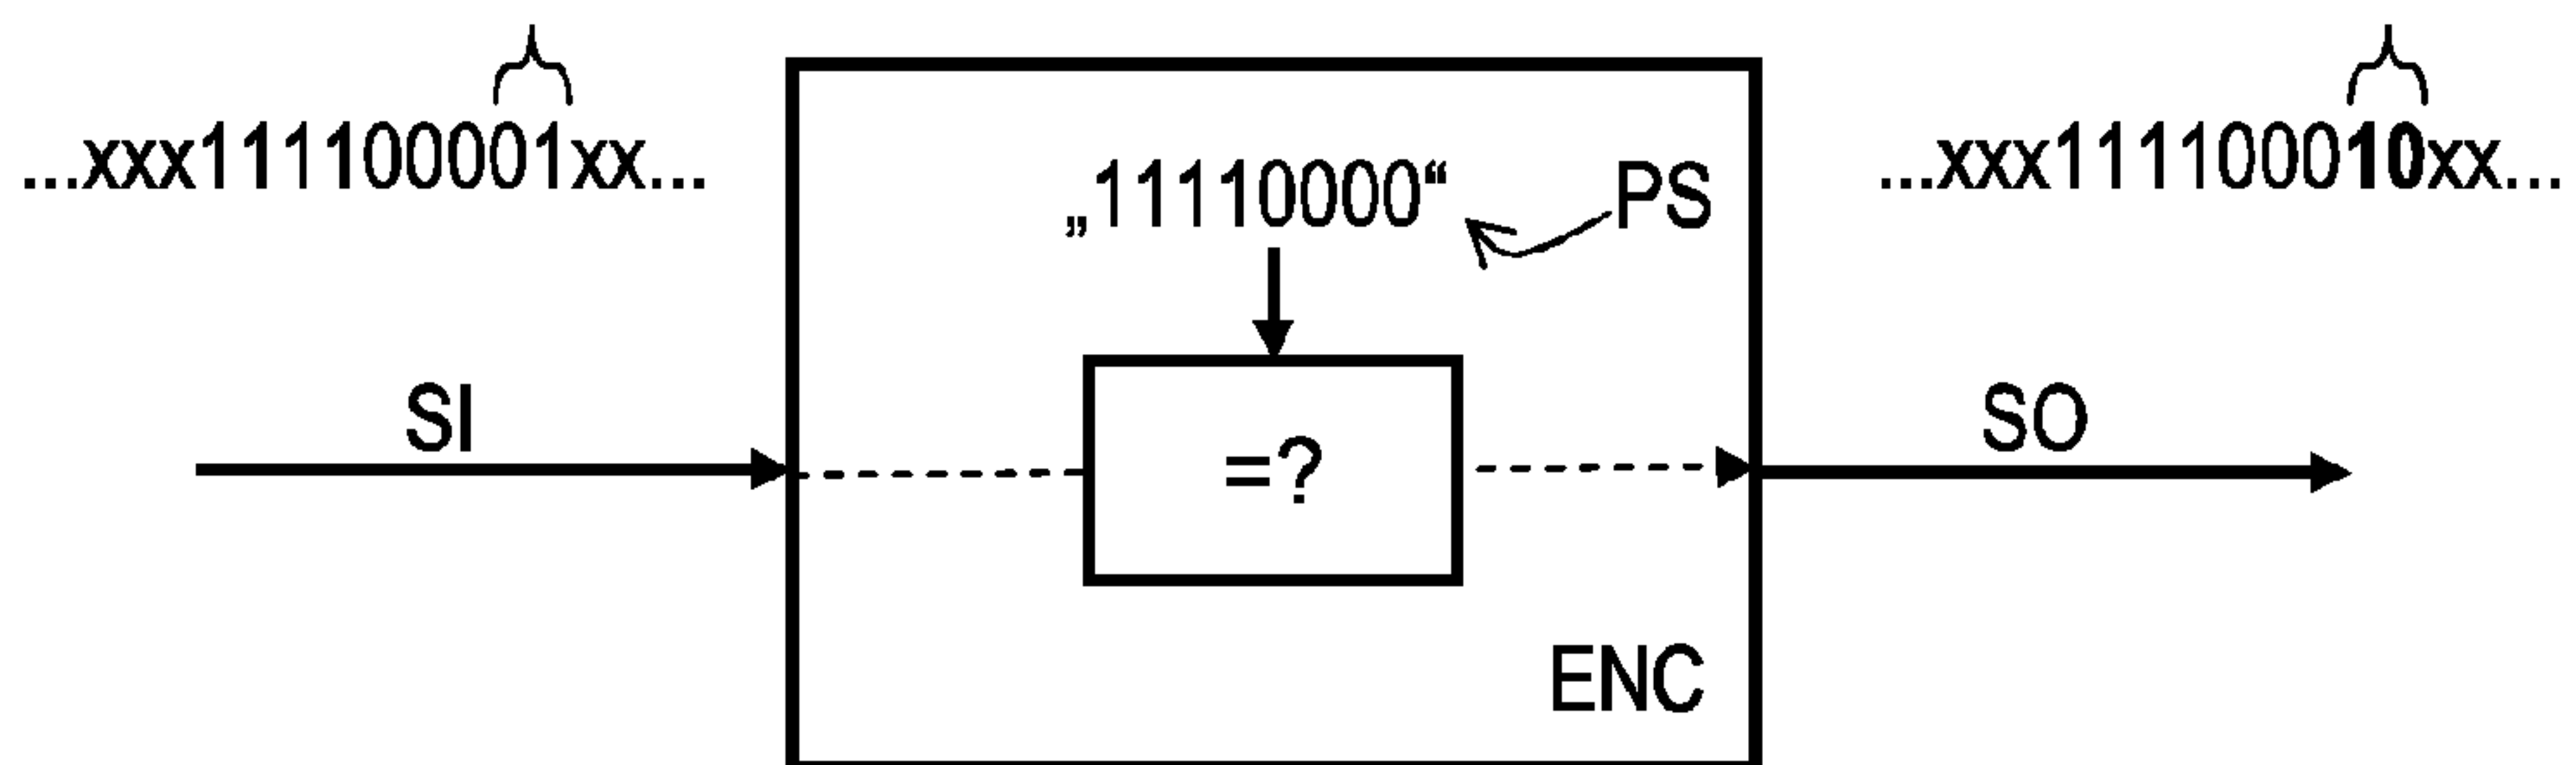 ...xxx111100001xx...
„11110000“
PS
...xxx111100010xx...
SI
=?
SO
ENC